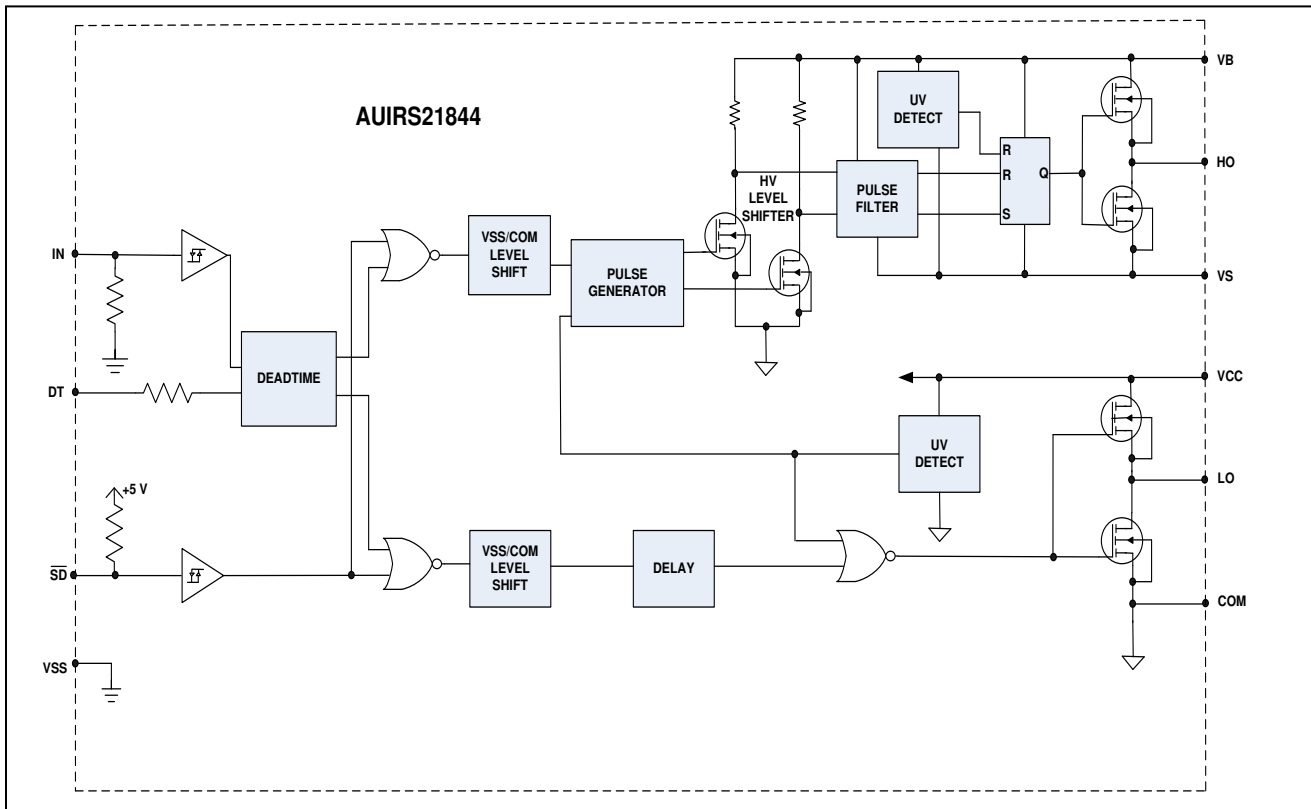 AUIRS21844
VB
UV
DETECT
R
R
Q
S
HO
HV
LEVEL
SHIFTER
PULSE
FILTER
IN
VSS/COM
LEVEL
SHIFT
PULSE
GENERATOR
VS
DEADTIME
DT
VCC
UV
DETECT
LO
+5 V
SD
VSS/COM
LEVEL
SHIFT
DELAY
COM
VSS